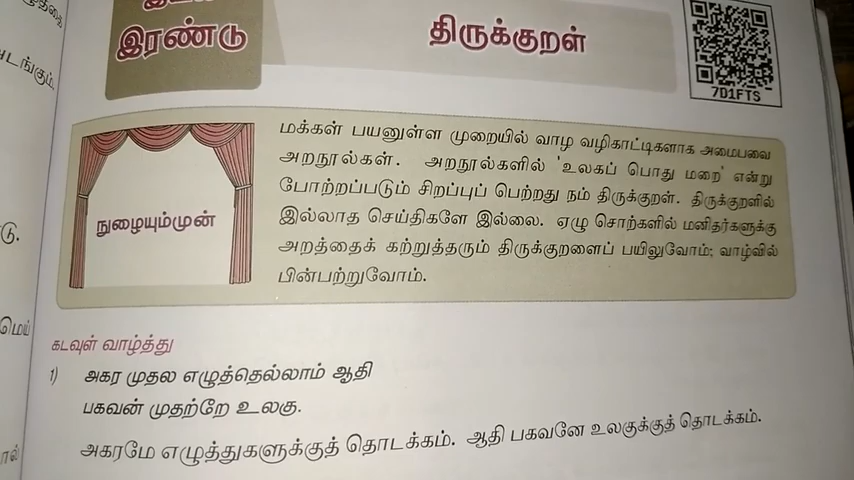 இரண்டு
திருக்குறள்
7D1FTS
நுழையும்முன்
மக்கள் பயனுள்ள முறையில் வாழ வழிகாட்டிகளாக அமைபவை
அறநூல்கள். அறநூல்களில் 'உலகப் பொது மறை' என்று
போற்றப்படும் சிறப்புப் பெற்றது நம் திருக்குறள். திருக்குறளில்
இல்லாத செய்திகளே இல்லை. ஏழு சொற்களில் மனிதர்களுக்கு
அறத்தைக் கற்றுத்தரும் திருக்குறளைப் பயிலுவோம்; வாழ்வில்
பின்பற்றுவோம்.
கடவுள் வாழ்த்து
1) அகர முதல எழுத்தெல்லாம் ஆதி
பகவன் முதற்றே உலகு.
அகரமே எழுத்துகளுக்குத் தொடக்கம். ஆதி பகவனே உலகுக்குத் தொடக்கம்.